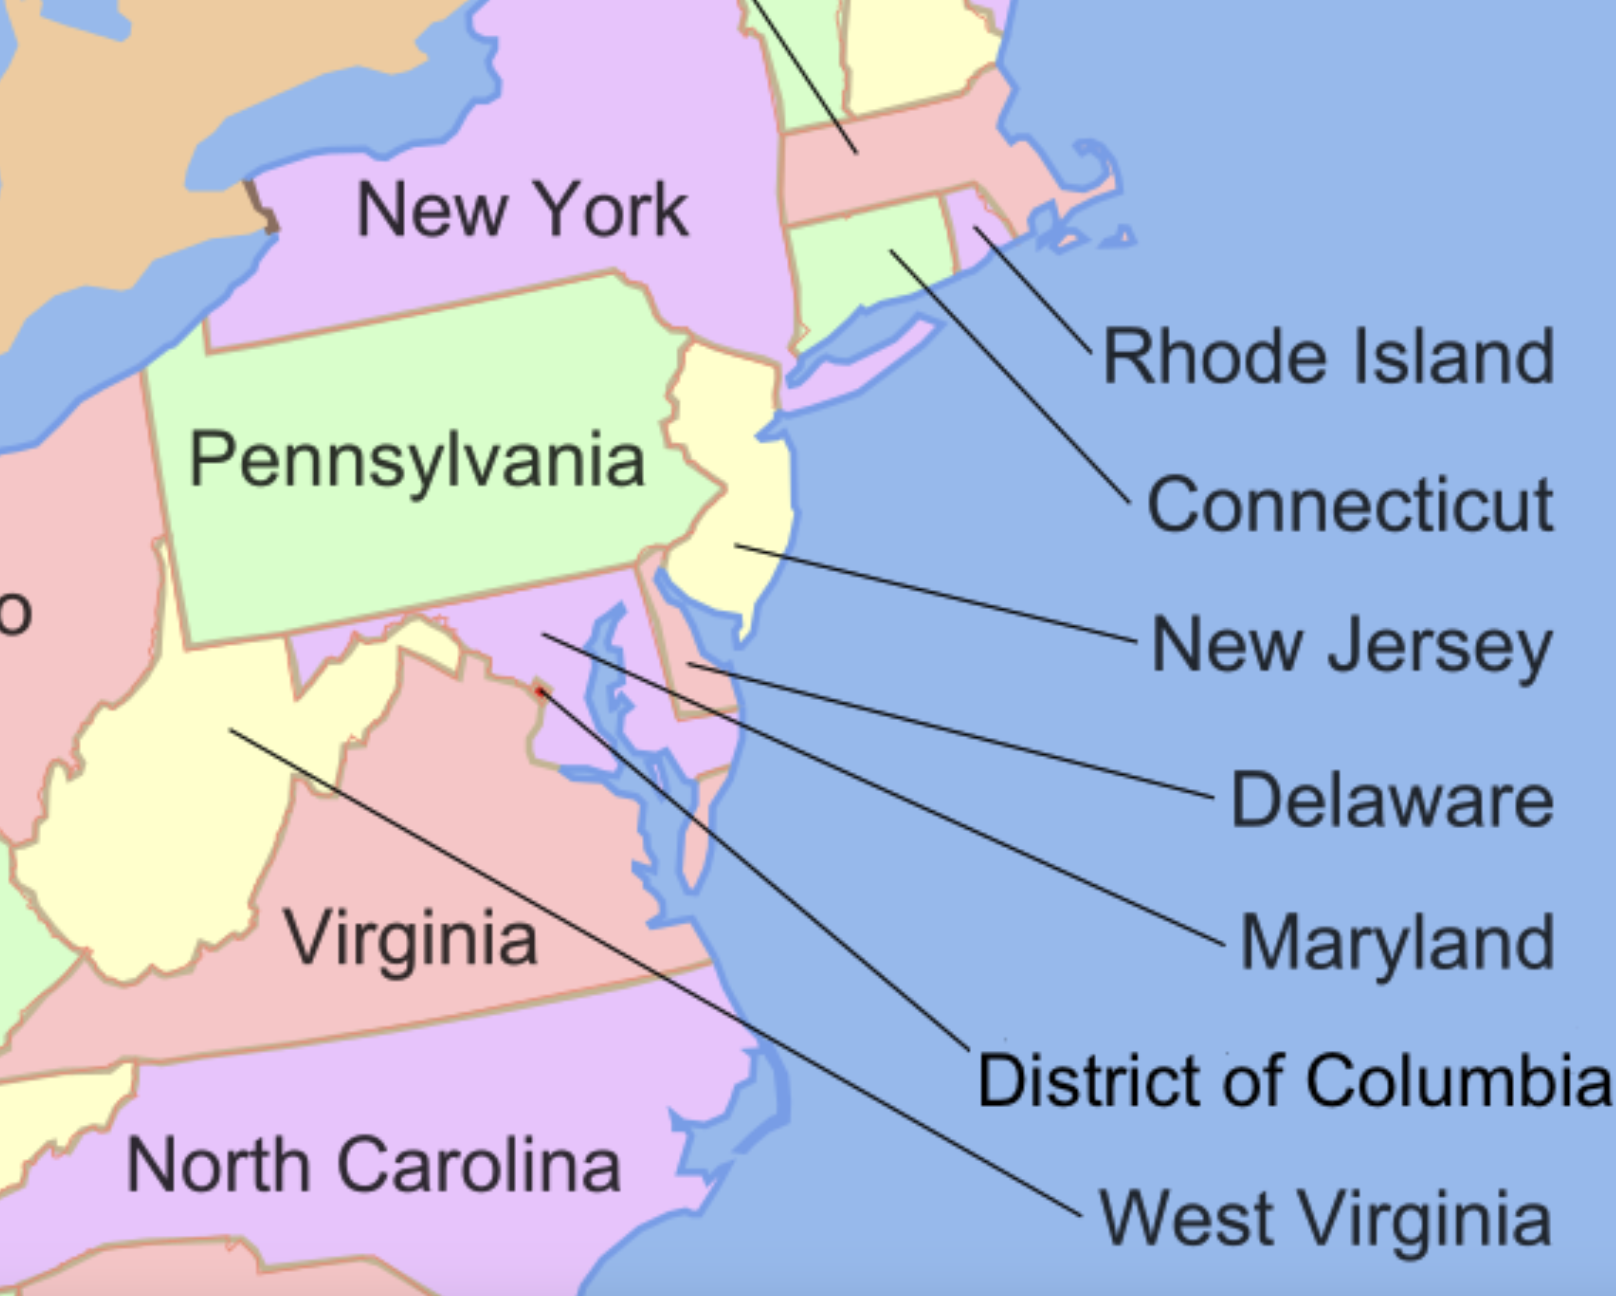 New York
Rhode Island
Pennsylvania
Connecticut
o
New Jersey
Delaware
Virginia
Maryland
District of Columbia
North Carolina
West Virginia